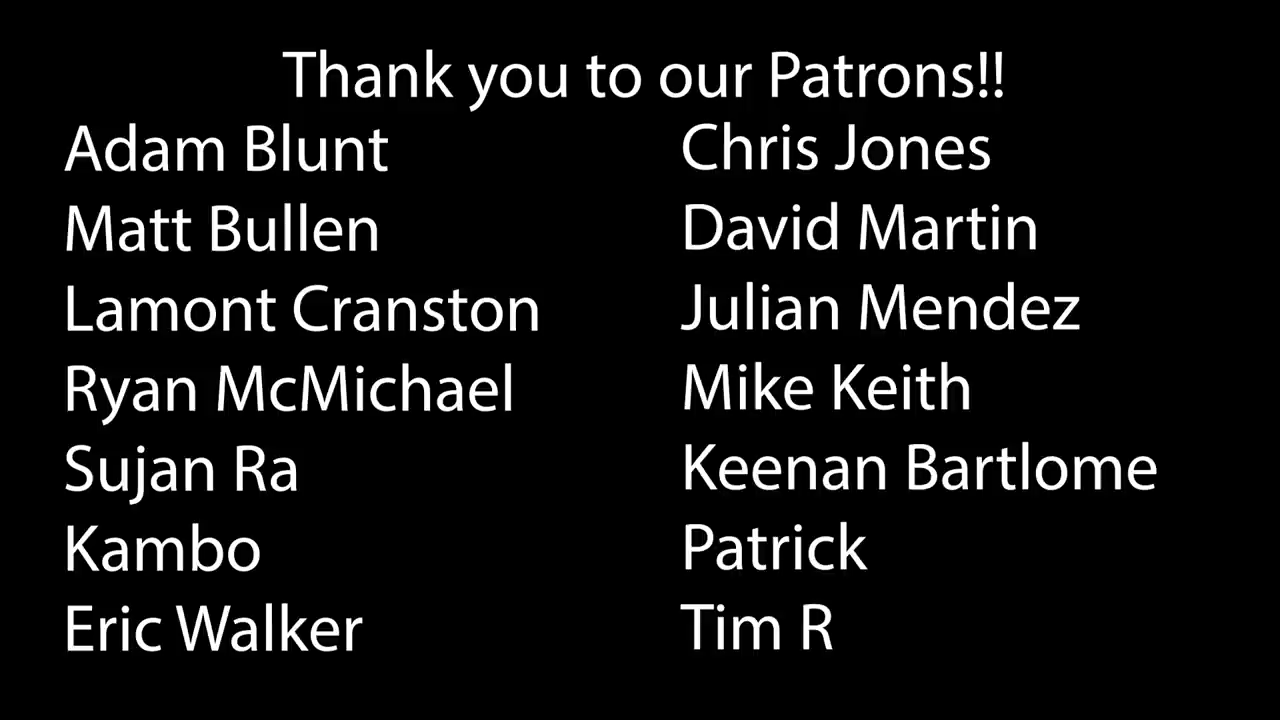 Thank you to our Patrons!!
Adam Blunt
Matt Bullen
Lamont Cranston
Ryan McMichael
Sujan Ra
Kambo
Eric Walker
Chris Jones
David Martin
Julian Mendez
Mike Keith
Keenan Bartlome
Patrick
Tim R